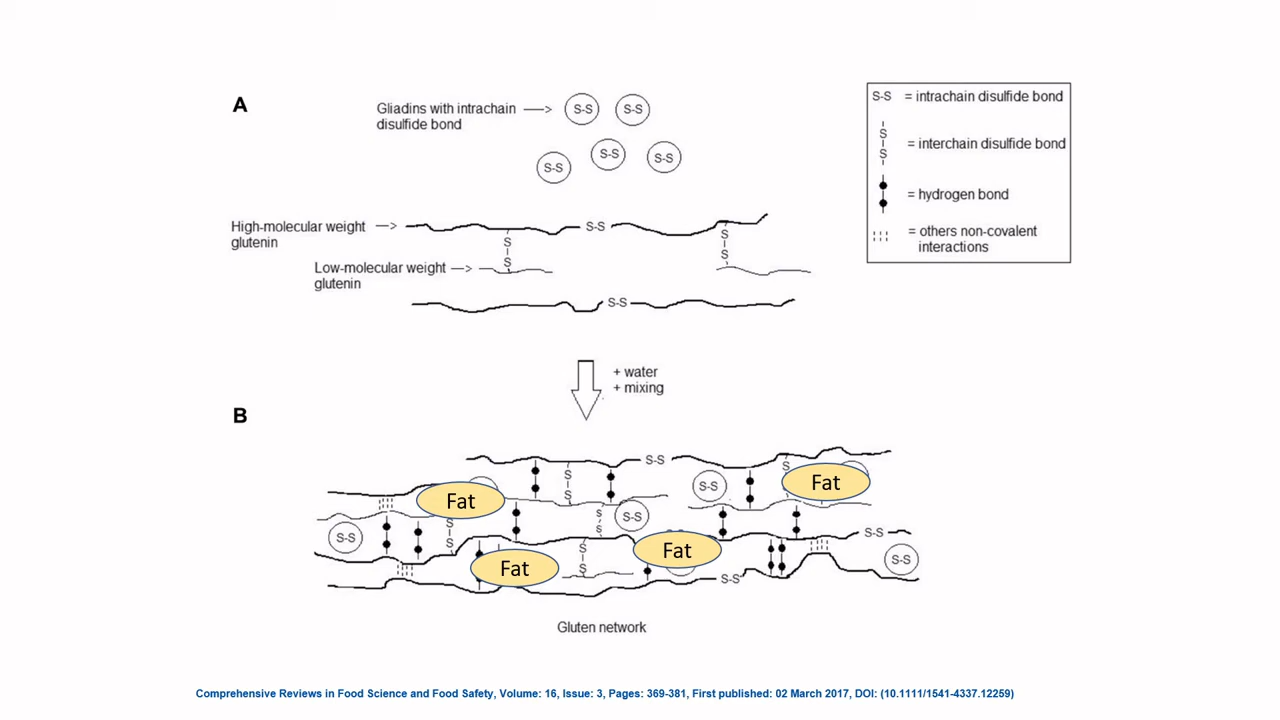 A
Gliadins with intrachain
disulfide bond
S-S
S-S
S-S
S-S
S-S
High-molecular weight
glutenin
S-S
S
S
S
S
Low-molecular weight
glutenin
S-S
S-S = intrachain disulfide bond
S
S
= interchain disulfide bond
= hydrogen bond
= others non-covalent
interactions
+ water
+ mixing
B
S-S
S
S
S
S-S
Fat
Fat
S-S
S
S
S
S
S-S
S-S
S
S
Fat
Fat
S-S
S-S
Gluten network
Comprehensive Reviews in Food Science and Food Safety, Volume: 16, Issue: 3, Pages: 369-381, First published: 02 March 2017, DOI: (10.1111/1541-4337.12259)